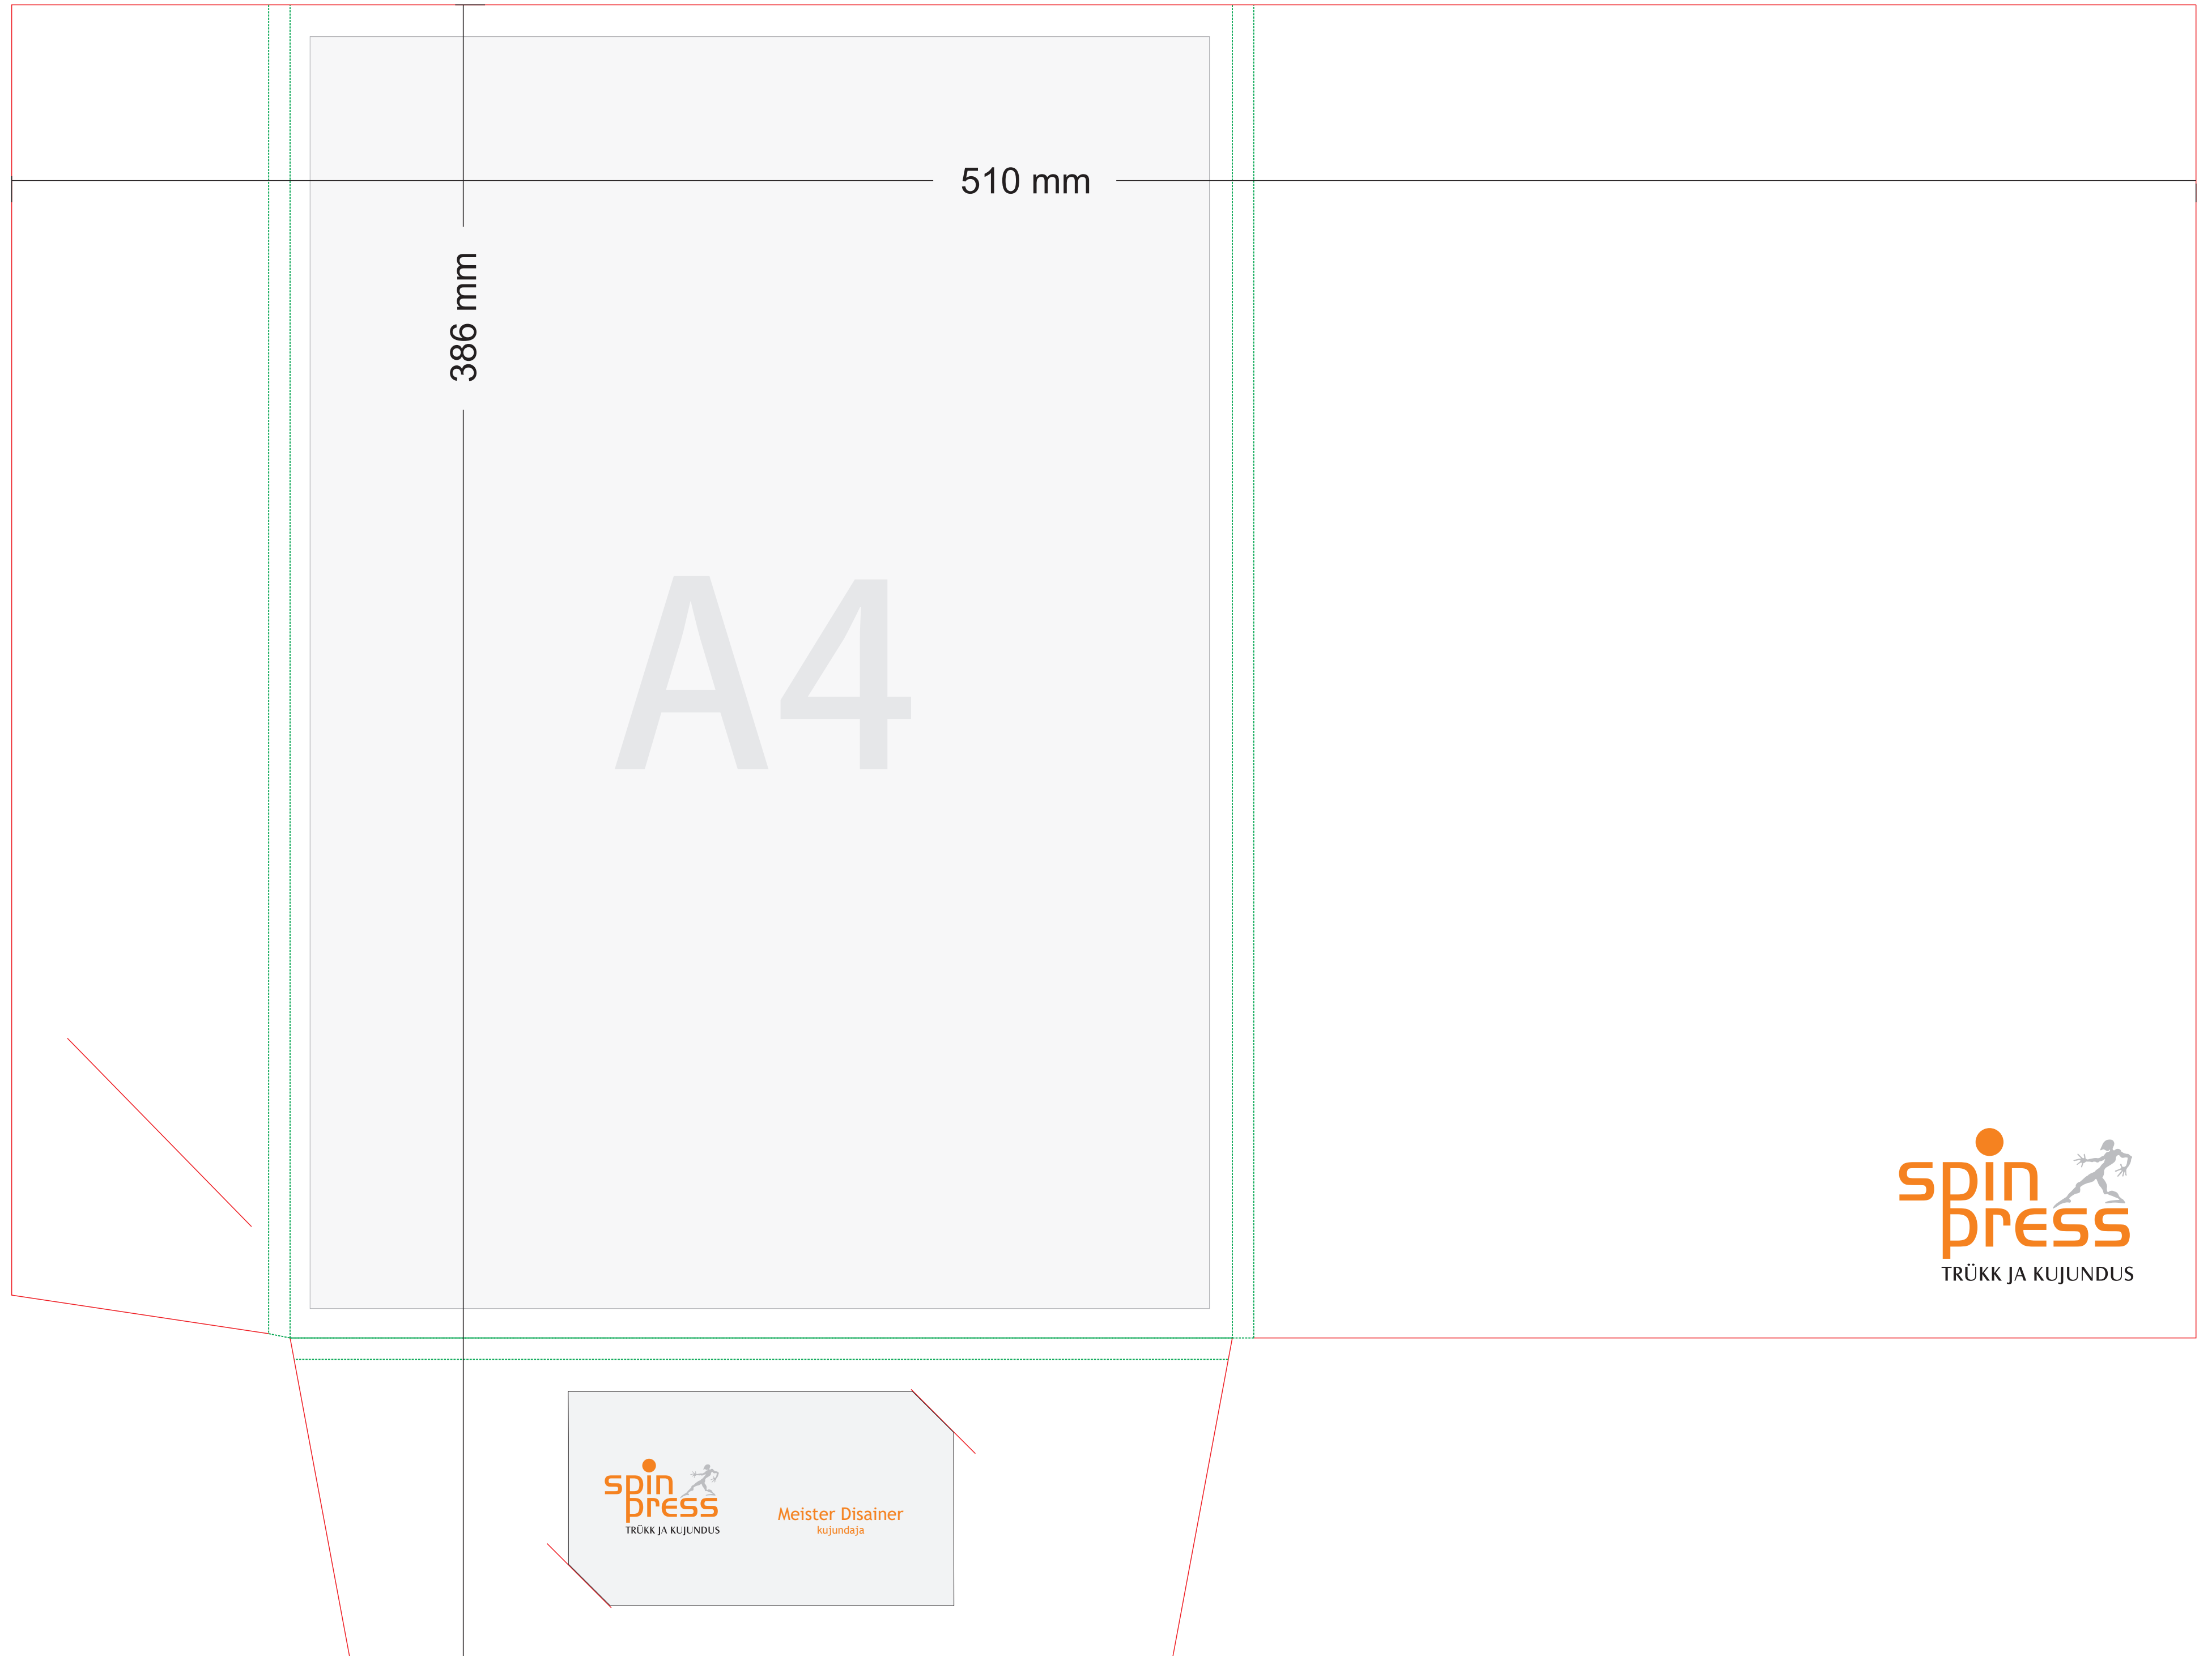 510 mm
386 mm
A4
spin
press
TRÜKK JA KUJUNDUS
spin
press
TRÜKK JA KUJUNDUS
Meister Disainer
kujundaja